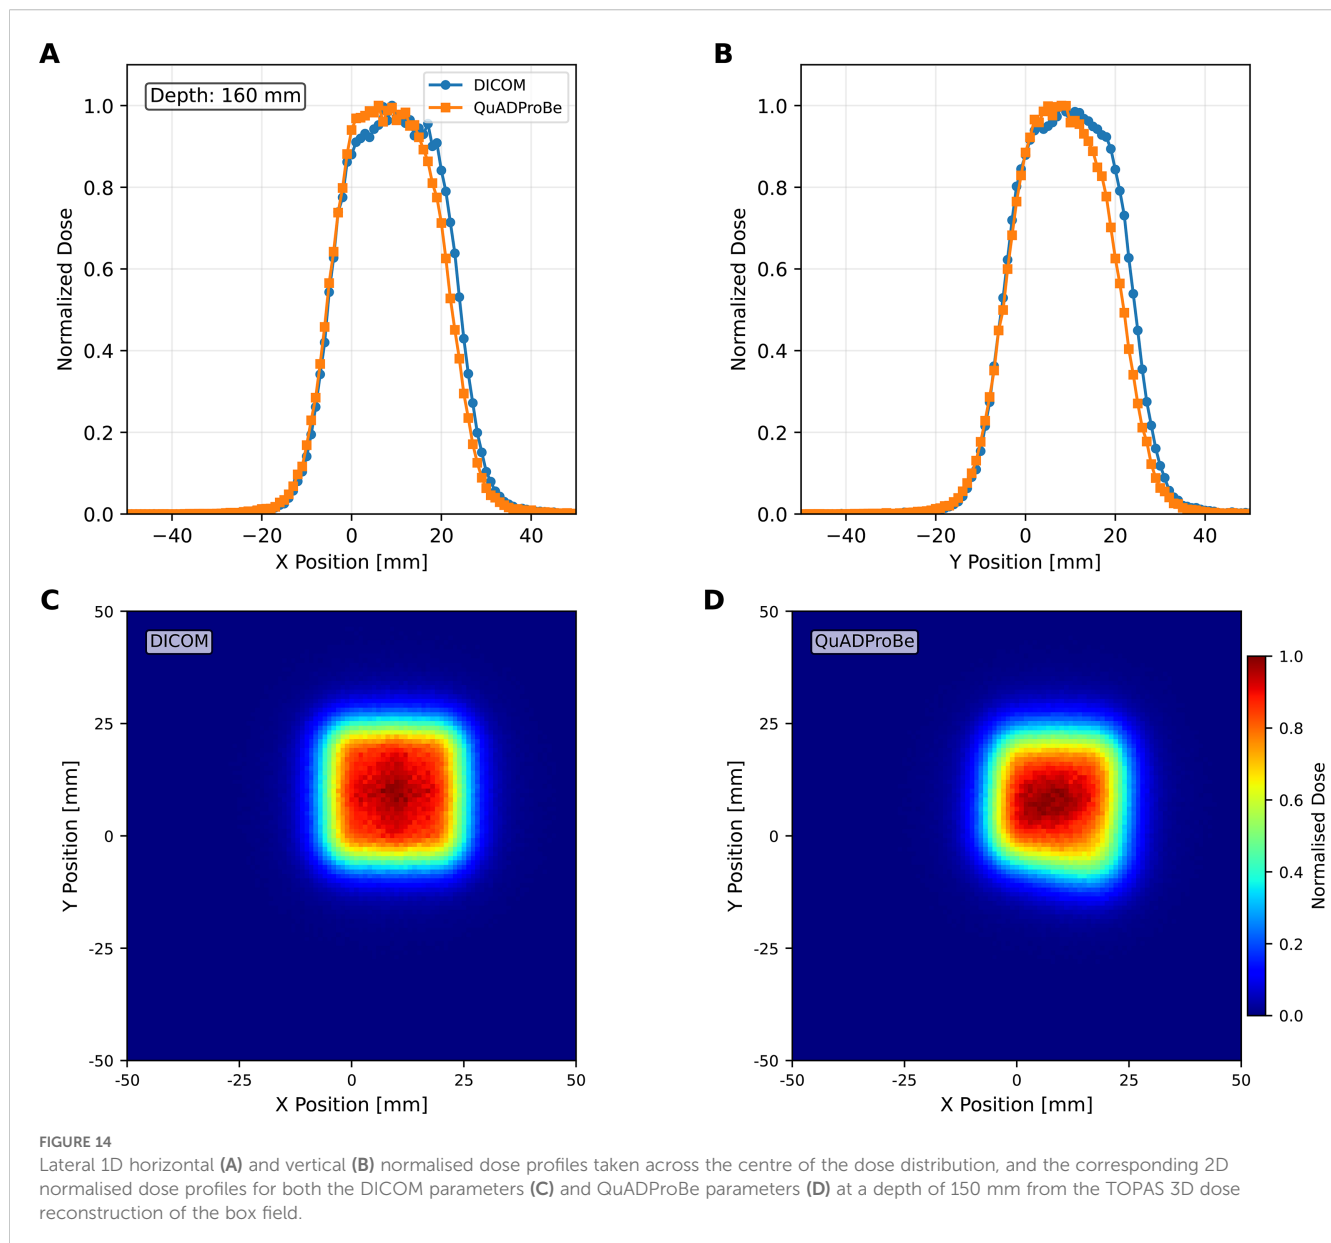 A
B
Depth: 160 mm
DICOM
QuADProBe
1.0
0.8
0.6
0.4
0.2
0.0
Normalized Dose
−40
−20
0
20
40
X Position [mm]
1.0
0.8
0.6
0.4
0.2
0.0
Normalized Dose
−40
−20
0
20
40
Y Position [mm]
C
D
DICOM
50
25
0
-25
-50
Y Position [mm]
-50
-25
0
25
50
X Position [mm]
QuADProBe
50
25
0
-25
-50
Y Position [mm]
-50
-25
0
25
50
X Position [mm]
1.0
0.8
0.6
0.4
0.2
0.0
Normalised Dose
FIGURE 14
Lateral 1D horizontal (A) and vertical (B) normalised dose profiles taken across the centre of the dose distribution, and the corresponding 2D
normalised dose profiles for both the DICOM parameters (C) and QuADProBe parameters (D) at a depth of 150 mm from the TOPAS 3D dose
reconstruction of the box field.